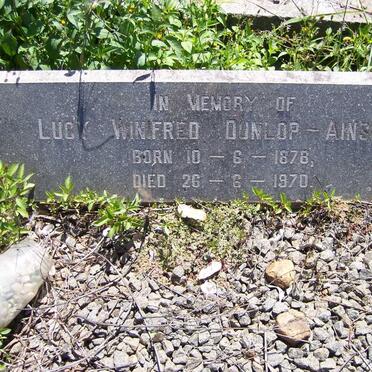 In Memory of
Lucy Winifred Dunlop - Ains
Born 10 - 6 - 1878,
Died 26 - 6 - 1970